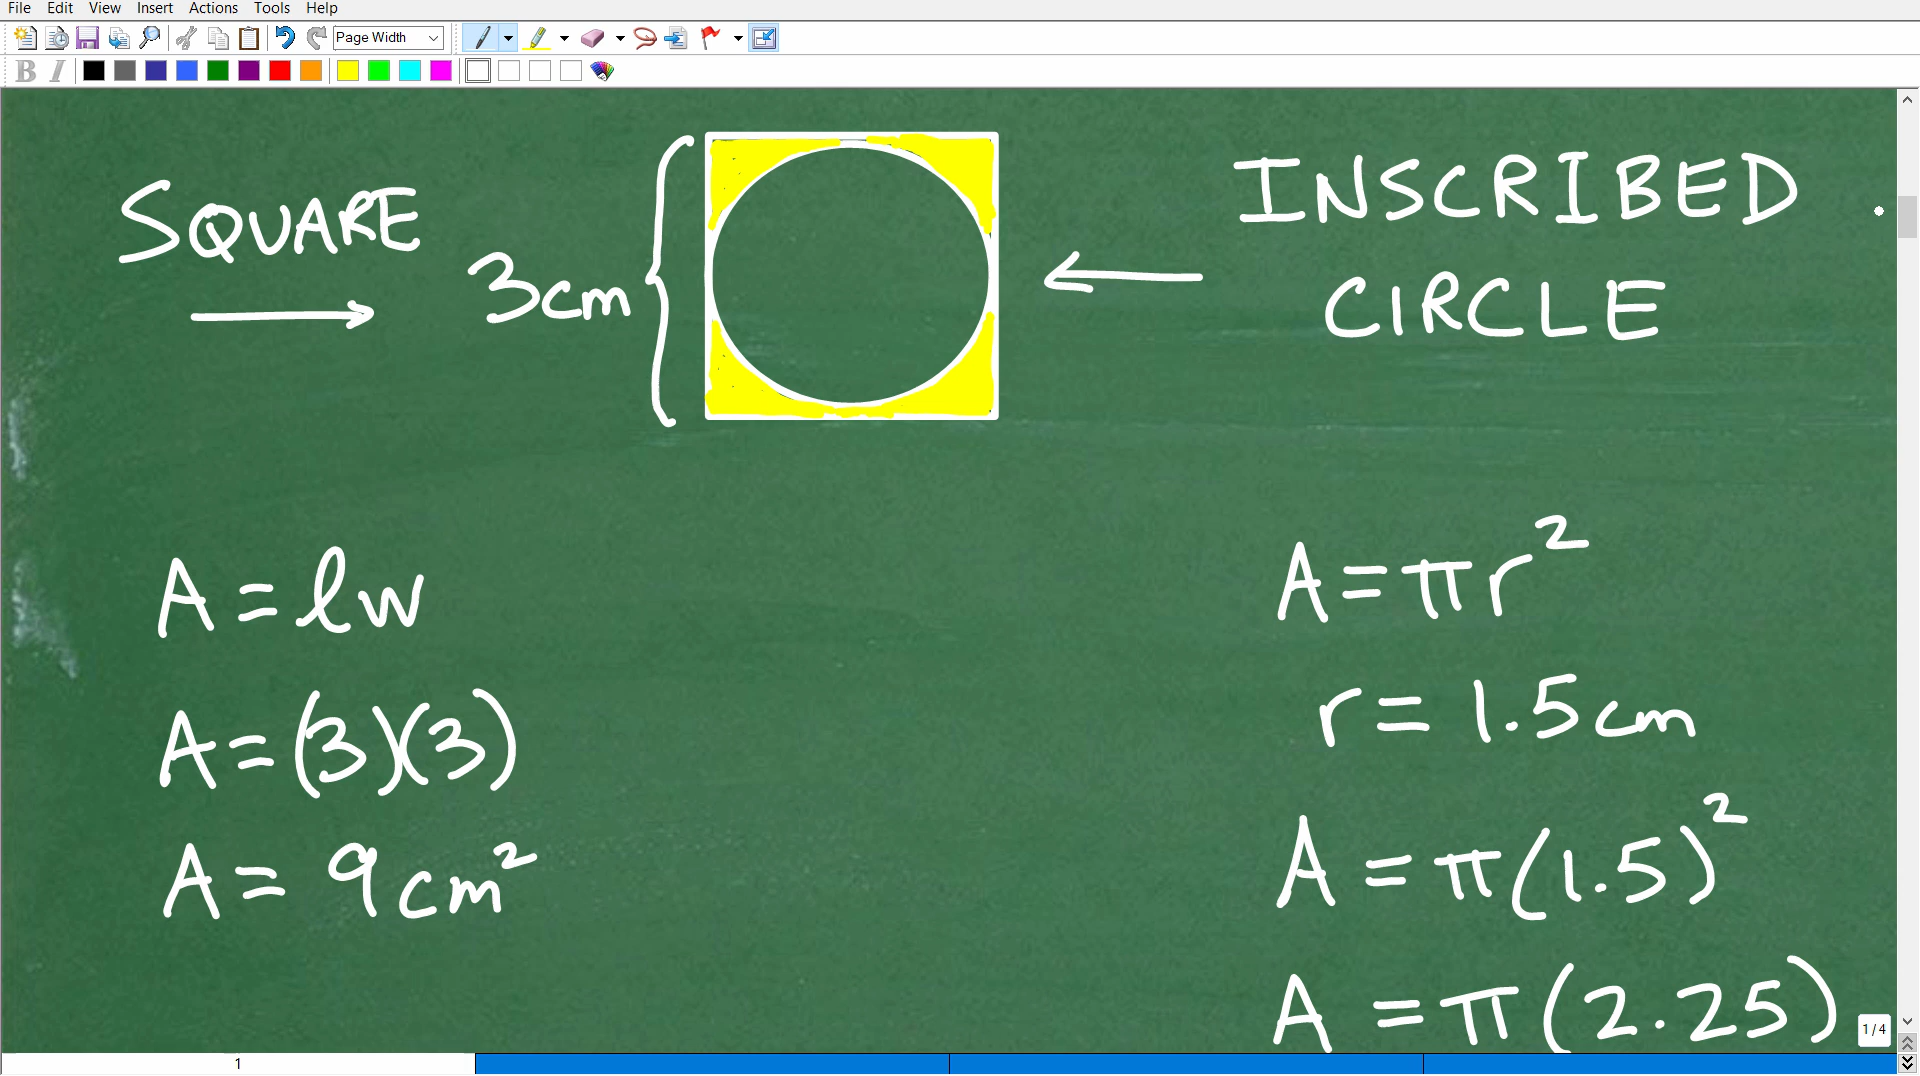 File Edit View Insert Actions Tools Help
Page Width
B I
SQUARE
3cm
INSCRIBED
CIRCLE
A = lw
A = (3)(3)
A = 9cm²
A = πr²
r = 1.5cm
A = π(1.5)²
A = π(2.25)
1 / 4
1